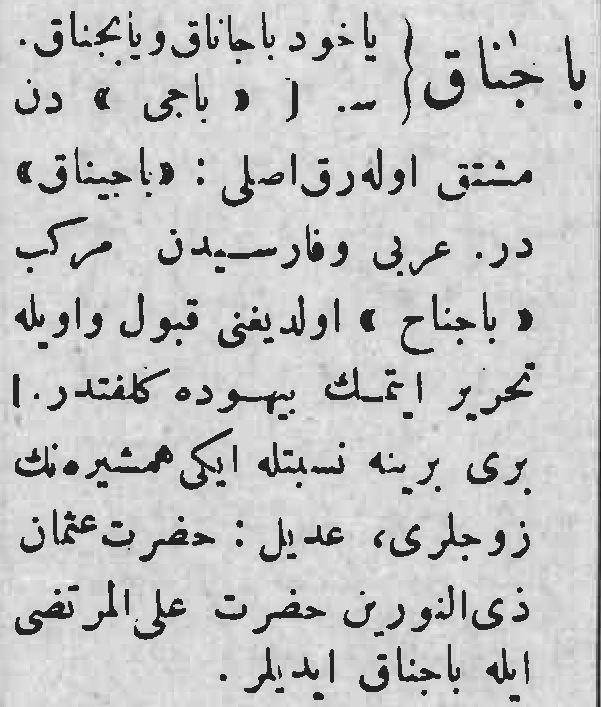 باجناق { یاخود باجاناق ویابجناق.
سـ. [ « باجی » دن
مشتق اولەرق اصلی : «باجیناق»
در. عربی وفارسیدن مرکب
« باجناح » اولدیغنی قبول واویله
تحریر ایتمك بیهوده کلفتدر.]
بری برینه نسبتله ایکی همشیره‌نك
زوجلری، عدیل : حضرت عثمان
ذی‌النورین حضرت علی‌المرتضی
ایله باجناق ایدیلر .